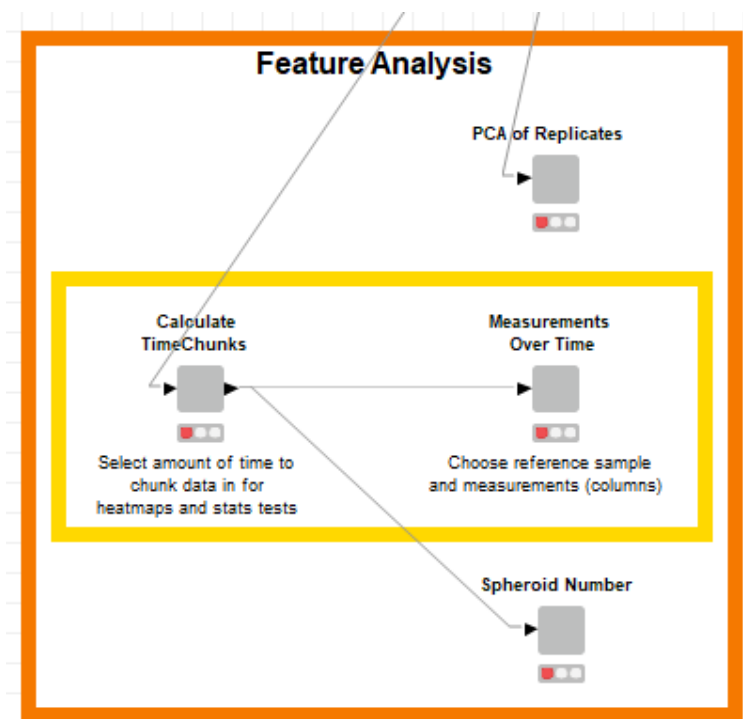 Feature Analysis
PCA of Replicates
Calculate
TimeChunks
Select amount of time to
chunk data in for
heatmaps and stats tests
Measurements
Over Time
Choose reference sample
and measurements (columns)
Spheroid Number